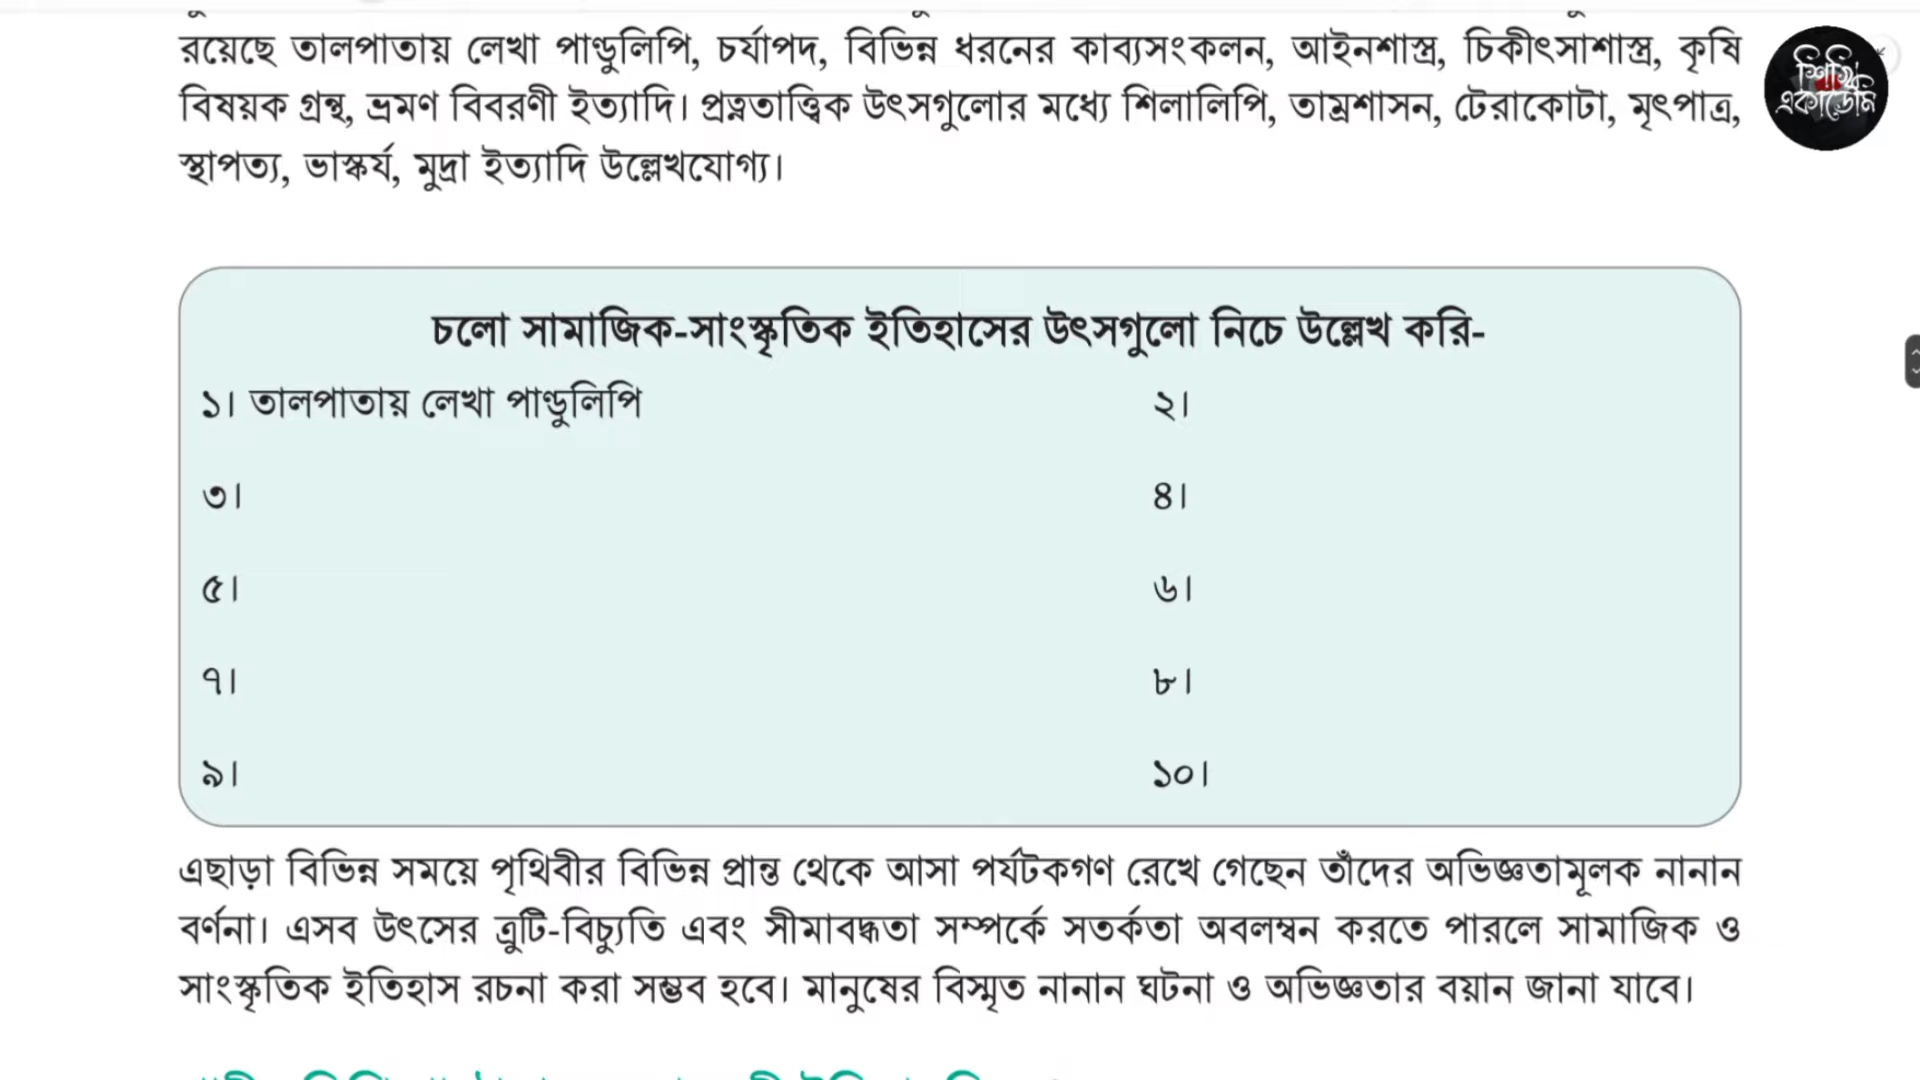 রয়েছে তালপাতায় লেখা পাণ্ডুলিপি, চর্যাপদ, বিভিন্ন ধরনের কাব্যসংকলন, আইনশাস্ত্র, চিকীৎসাশাস্ত্র, কৃষি
বিষয়ক গ্রন্থ, ভ্রমণ বিবরণী ইত্যাদি। প্রত্নতাত্ত্বিক উৎসগুলোর মধ্যে শিলালিপি, তাম্রশাসন, টেরাকোটা, মৃৎপাত্র,
স্থাপত্য, ভাস্কর্য, মুদ্রা ইত্যাদি উল্লেখযোগ্য।
একাডেমি
চলো সামাজিক-সাংস্কৃতিক ইতিহাসের উৎসগুলো নিচে উল্লেখ করি-
১। তালপাতায় লেখা পাণ্ডুলিপি ২।
৩। ৪।
৫। ৬।
৭। ৮।
৯। ১০।
এছাড়া বিভিন্ন সময়ে পৃথিবীর বিভিন্ন প্রান্ত থেকে আসা পর্যটকগণ রেখে গেছেন তাঁদের অভিজ্ঞতামূলক নানান
বর্ণনা। এসব উৎসের ত্রুটি-বিচ্যুতি এবং সীমাবদ্ধতা সম্পর্কে সতর্কতা অবলম্বন করতে পারলে সামাজিক ও
সাংস্কৃতিক ইতিহাস রচনা করা সম্ভব হবে। মানুষের বিস্মৃত নানান ঘটনা ও অভিজ্ঞতার বয়ান জানা যাবে।